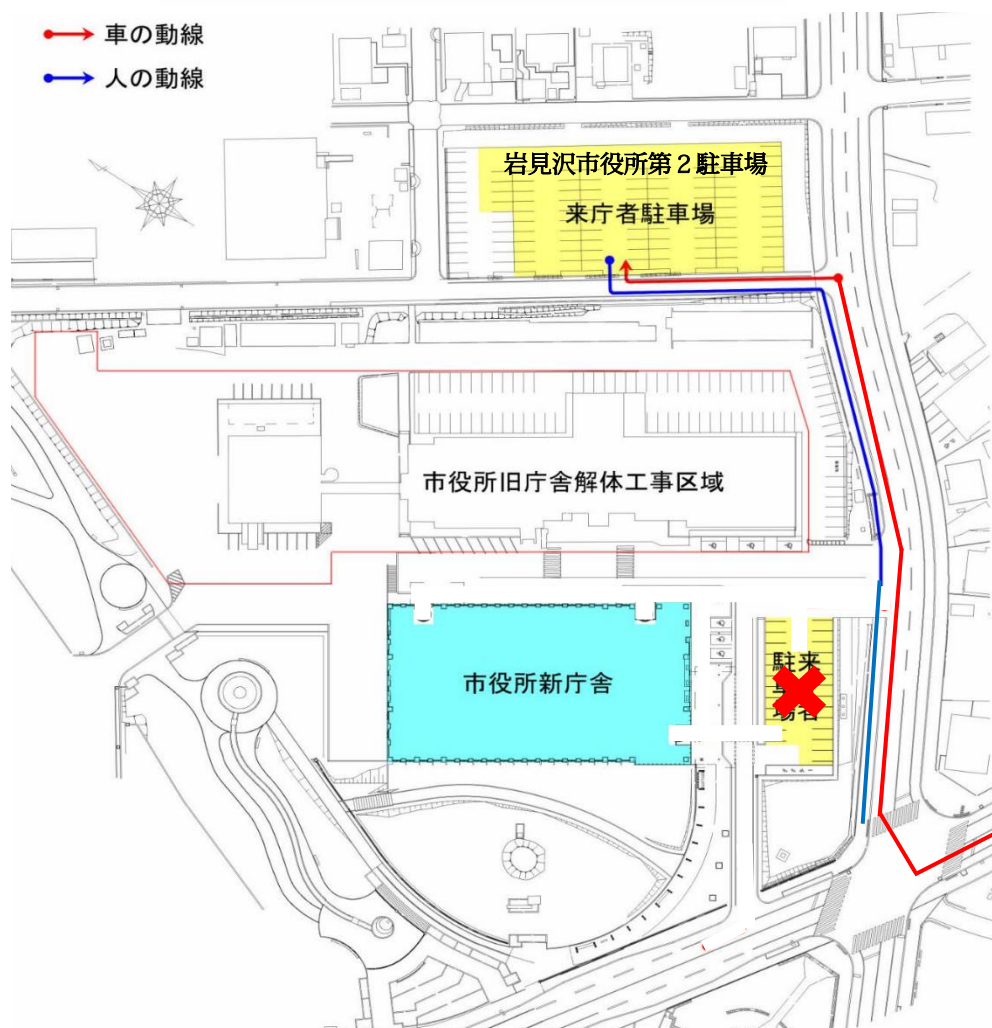 車の動線
人の動線
岩見沢市役所第２駐車場
来庁者駐車場
市役所旧庁舎解体工事区域
市役所新庁舎
駐来
車
場者